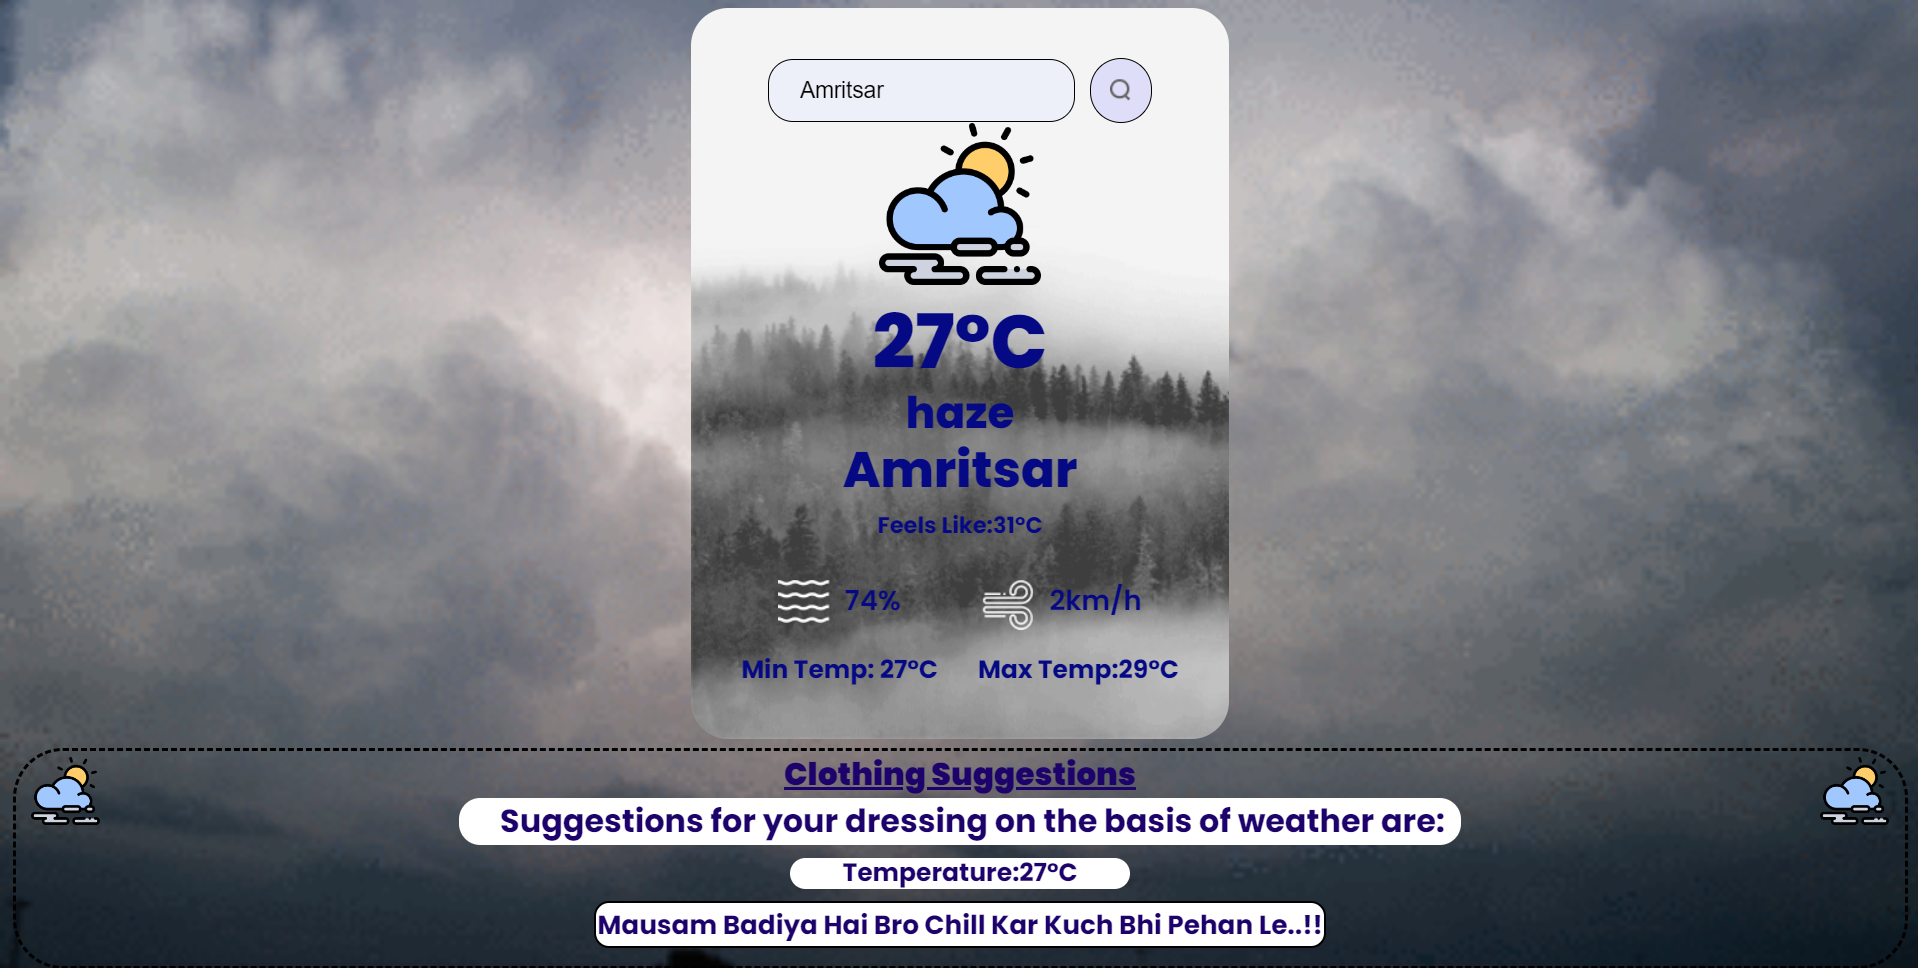 Amritsar
27°C
haze
Amritsar
Feels Like:31°C
74%
2km/h
Min Temp: 27°C
Max Temp:29°C
Clothing Suggestions
Suggestions for your dressing on the basis of weather are:
Temperature:27°C
Mausam Badiya Hai Bro Chill Kar Kuch Bhi Pehan Le..!!